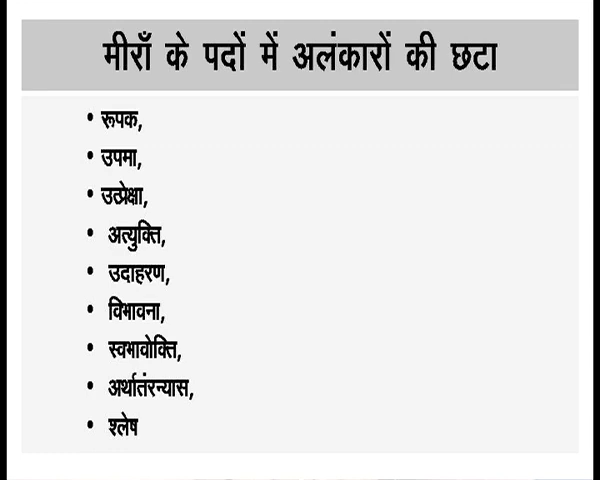 मीराँ के पदों में अलंकारों की छटा
• रूपक,
• उपमा,
• उत्प्रेक्षा,
• अत्युक्ति,
• उदाहरण,
• विभावना,
• स्वभावोक्ति,
• अर्थातंरन्यास,
• श्लेष